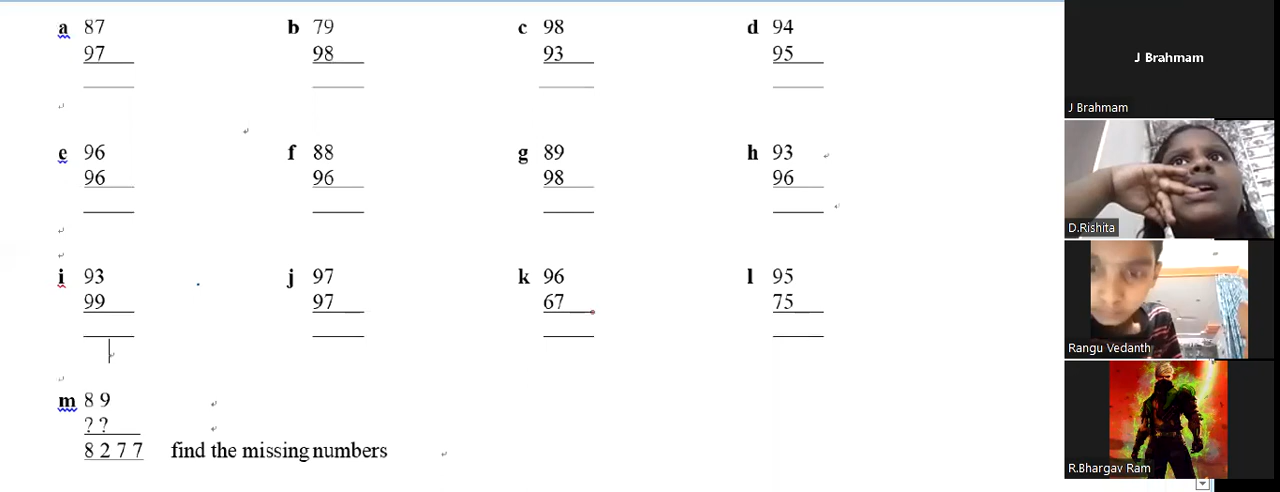 a 87 b 79 c 98 d 94
97 98 93 95
e 96 f 88 g 89 h 93
96 96 98 96
i 93 j 97 k 96 l 95
99 97 67 75
m 8 9
? ?
8 2 7 7 find the missing numbers
J Brahmam
J Brahmam
D.Rishita
Rangu Vedanth
R.Bhargav Ram